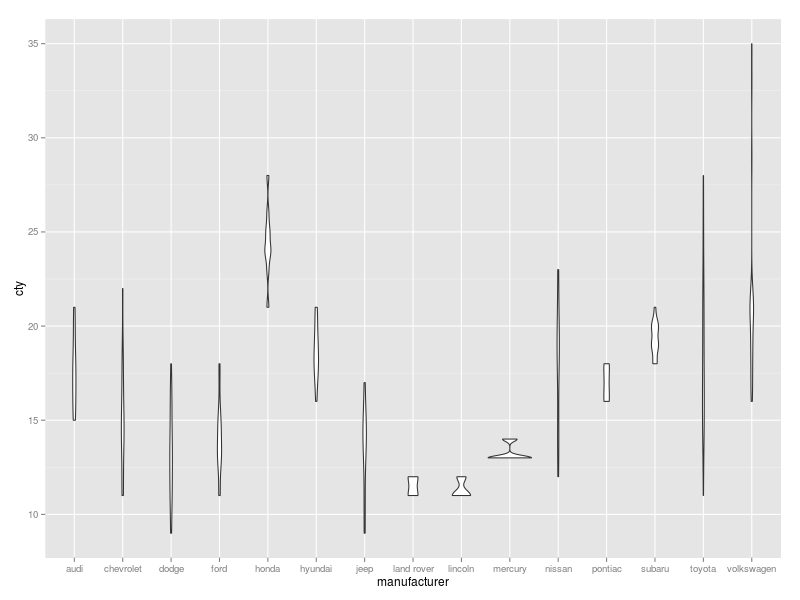 35
30
25
20
15
10
cty
audi chevrolet dodge ford honda hyundai jeep land rover lincoln mercury nissan pontiac subaru toyota volkswagen
manufacturer